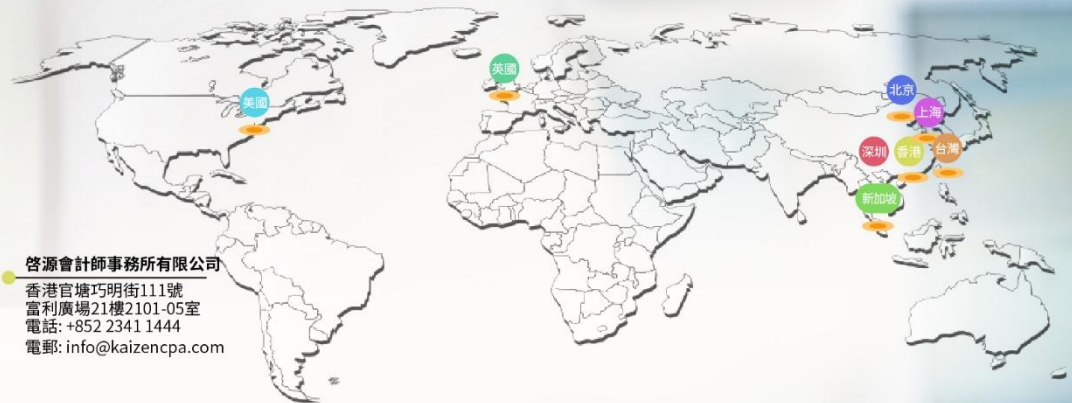 英國
北京
美國
上海
深圳
香港
台灣
新加坡
啓源會計師事務所有限公司
香港官塘巧明街111號
富利廣場21樓2101-05室
電話: +852 2341 1444
電郵: info@kaizencpa.com